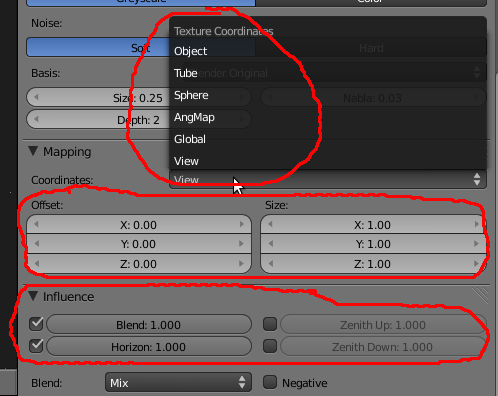 Greyscale Color
Noise:
Texture Coordinates
Object
Soft Hard
Basis: Tube Blender Original
Sphere
Size: 0.25 Nabla: 0.03
AngMap
Depth: 2
Global
View
Mapping
Coordinates: View
Offset: Size:
X: 0.00 X: 1.00
Y: 0.00 Y: 1.00
Z: 0.00 Z: 1.00
Influence
Blend: 1.000 Zenith Up: 1.000
Horizon: 1.000 Zenith Down: 1.000
Blend: Mix Negative